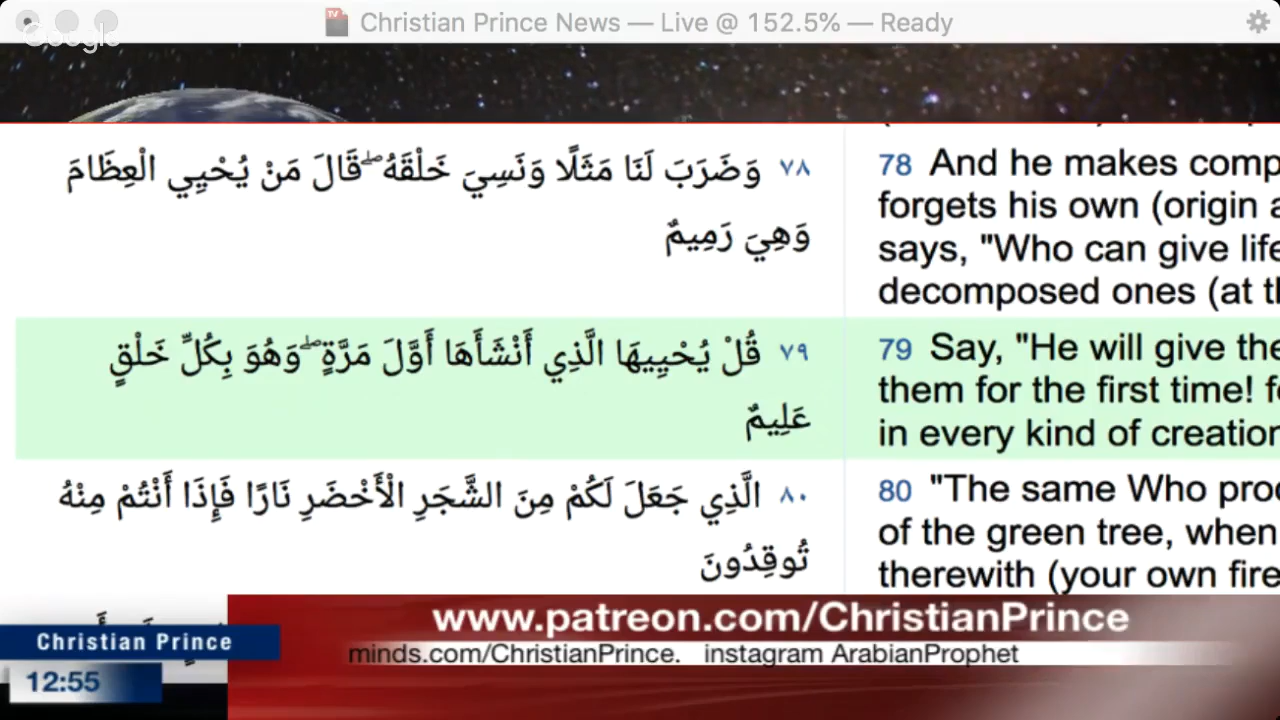 Christian Prince News — Live @ 152.5% — Ready
Google
٧٨ وَضَرَبَ لَنَا مَثَلًا وَنَسِيَ خَلْقَهُ ۖ قَالَ مَنْ يُحْيِي الْعِظَامَ
وَهِيَ رَمِيمٌ
78 And he makes comp
forgets his own (origin a
says, "Who can give life
decomposed ones (at th
٧٩ قُلْ يُحْيِيهَا الَّذِي أَنْشَأَهَا أَوَّلَ مَرَّةٍ ۖ وَهُوَ بِكُلِّ خَلْقٍ
عَلِيمٌ
79 Say, "He will give the
them for the first time! fo
in every kind of creation
٨٠ الَّذِي جَعَلَ لَكُمْ مِنَ الشَّجَرِ الْأَخْضَرِ نَارًا فَإِذَا أَنْتُمْ مِنْهُ
تُوقِدُونَ
80 "The same Who proc
of the green tree, when
therewith (your own fire
www.patreon.com/ChristianPrince
Christian Prince
minds.com/ChristianPrince. instagram ArabianProphet
12:55